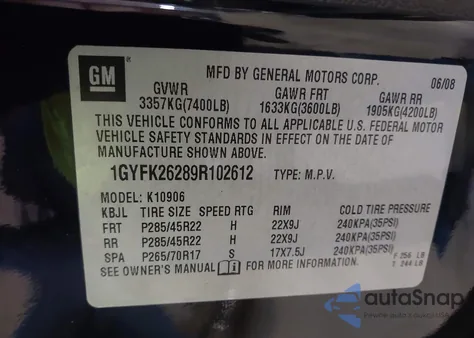 GM
MFD BY GENERAL MOTORS CORP. 06/08
GVWR GAWR FRT GAWR RR
3357KG(7400LB) 1633KG(3600LB) 1905KG(4200LB)
THIS VEHICLE CONFORMS TO ALL APPLICABLE U.S. FEDERAL MOTOR
VEHICLE SAFETY STANDARDS IN EFFECT ON THE DATE OF
MANUFACTURE SHOWN ABOVE.
1GYFK26289R102612 TYPE: M.P.V.
MODEL: K10906
KBJL TIRE SIZE SPEED RTG RIM COLD TIRE PRESSURE
FRT P285/45R22 H 22X9J 240KPA(35PSI)
RR P285/45R22 H 22X9J 240KPA(35PSI)
SPA P265/70R17 S 17X7.5J 240KPA(35PSI)
SEE OWNER'S MANUAL FOR MORE INFORMATION.
256 LB
244 LB
autoSnap